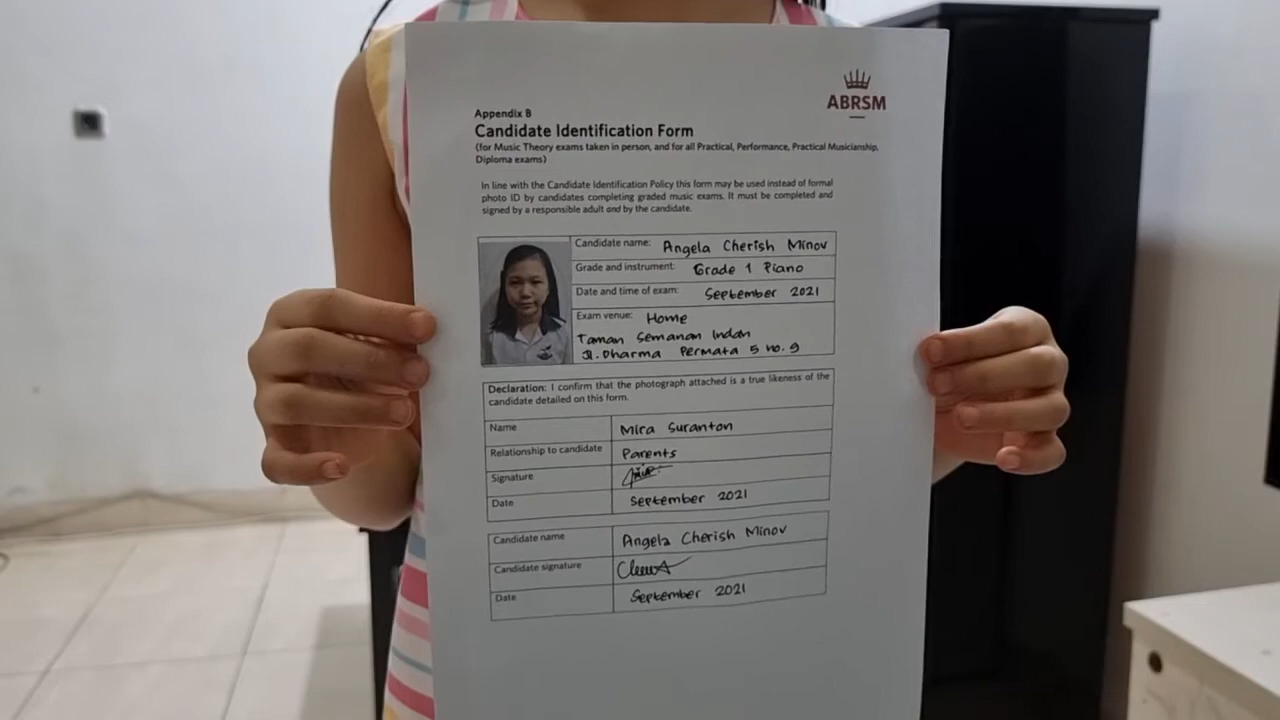 ABRSM
Appendix B
Candidate Identification Form
(for Music Theory exams taken in person, and for all Practical, Performance, Practical Musicianship,
Diploma exams)
In line with the Candidate Identification Policy this form may be used instead of formal
photo ID by candidates completing graded music exams. It must be completed and
signed by a responsible adult and by the candidate.
Candidate name: Angela Cherish Minov
Grade and instrument: Grade 1 Piano
Date and time of exam: September 2021
Exam venue: Home
Taman Semanan Indah
Jl. Dharma Permata 5 no. 9
Declaration: I confirm that the photograph attached is a true likeness of the
candidate detailed on this form.
Name Mira Suranton
Relationship to candidate Parents
Signature
Date September 2021
Candidate name Angela Cherish Minov
Candidate signature
Date September 2021